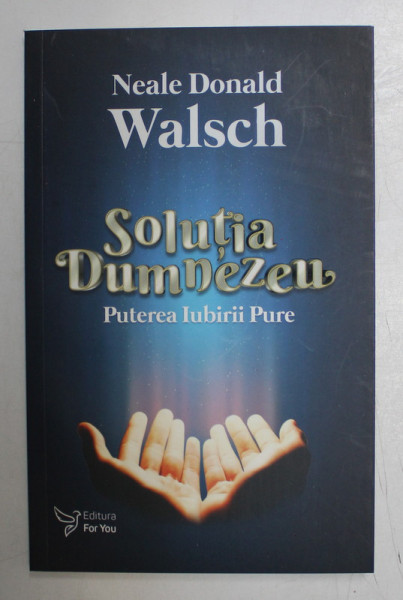 Neale Donald
Walsch
Soluția
Dumnezeu
Puterea Iubirii Pure
Editura
For You